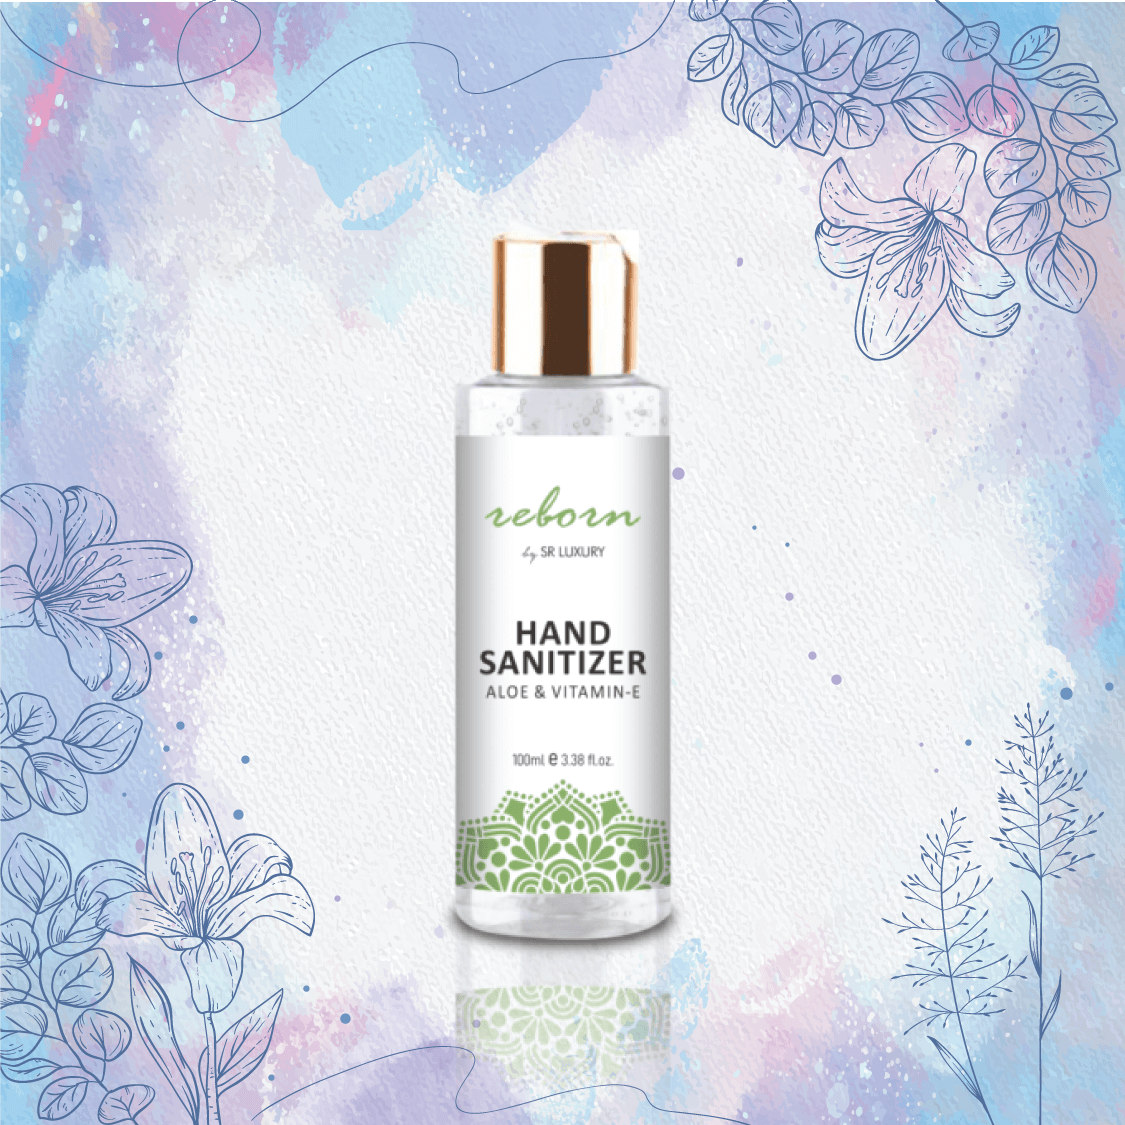 reborn
by SR LUXURY
HAND
SANITIZER
ALOE & VITAMIN-E
100ml e 3.38 fl.oz.